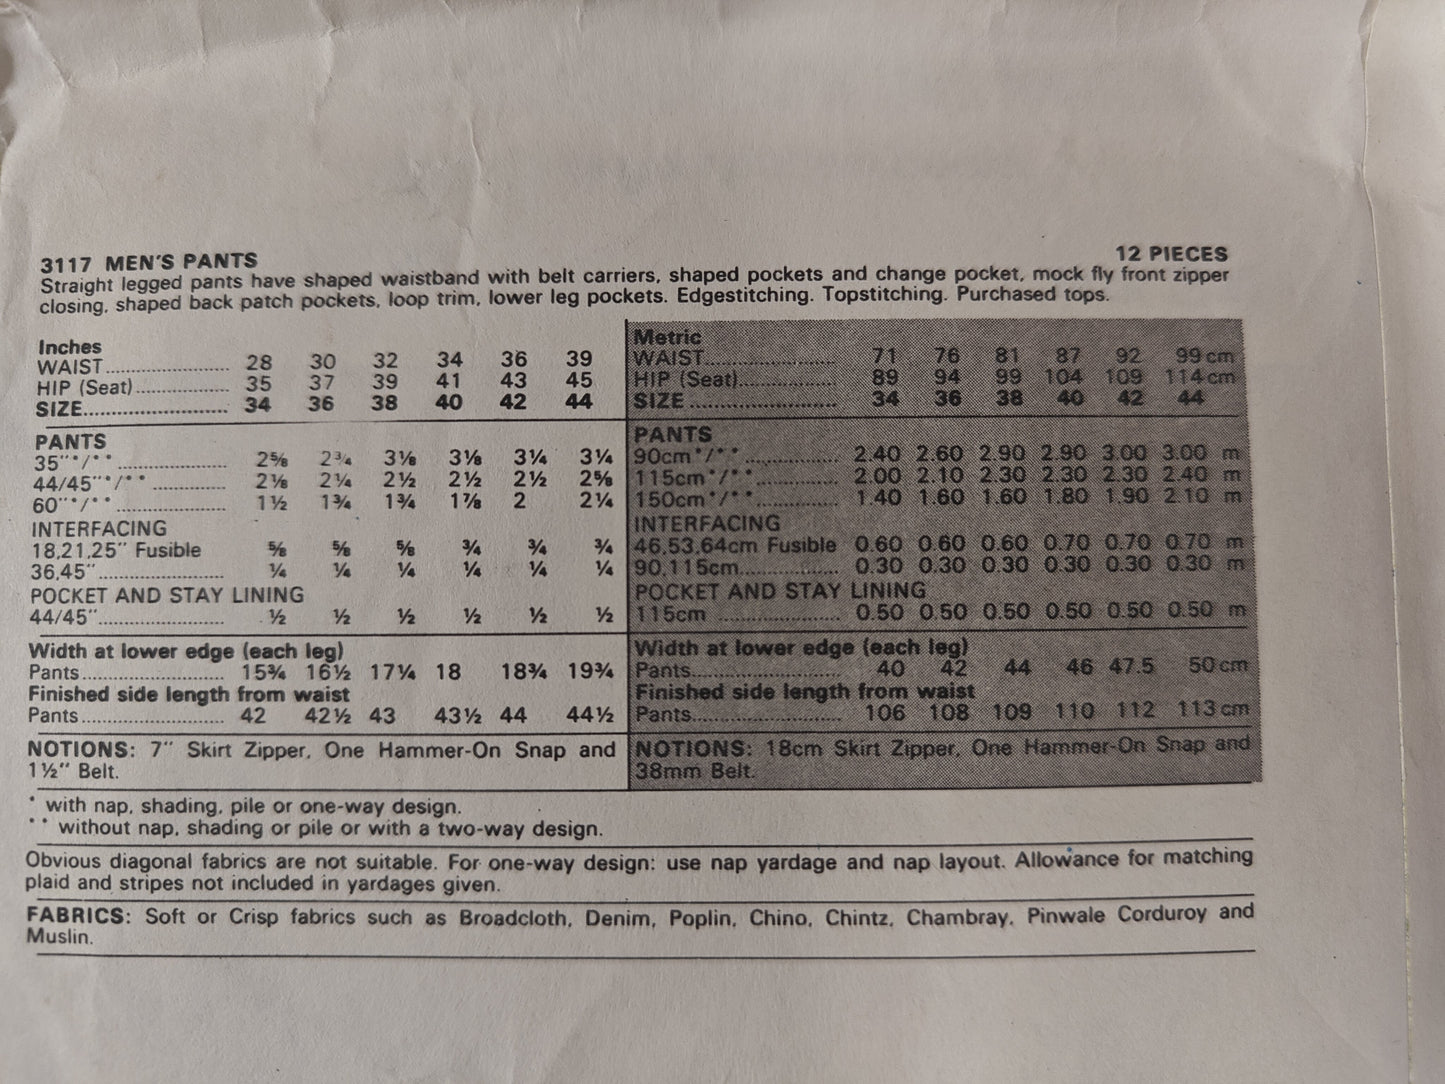 3117 MEN'S PANTS 12 PIECES
Straight legged pants have shaped waistband with belt carriers, shaped pockets and change pocket, mock fly front zipper
closing, shaped back patch pockets, loop trim, lower leg pockets. Edgestitching. Topstitching. Purchased tops.
Inches
WAIST........................ 28 30 32 34 36 39
HIP (Seat).................. 35 37 39 41 43 45
SIZE........................... 34 36 38 40 42 44
PANTS
35"*/**..................... 2⅝ 2¾ 3⅛ 3⅛ 3¼ 3¼
44/45"*/** .............. 2⅛ 2¼ 2½ 2½ 2½ 2⅝
60"*/** ..................... 1½ 1¾ 1¾ 1⅞ 2 2¼
INTERFACING
18,21,25" Fusible ⅝ ⅝ ⅝ ¾ ¾ ¾
36,45"........................ ¼ ¼ ¼ ¼ ¼ ¼
POCKET AND STAY LINING
44/45"........................ ½ ½ ½ ½ ½ ½
Width at lower edge (each leg)
Pants........................... 15¾ 16½ 17¼ 18 18¾ 19¾
Finished side length from waist
Pants........................... 42 42½ 43 43½ 44 44½
NOTIONS: 7" Skirt Zipper, One Hammer-On Snap and
1½" Belt.
Metric
WAIST........................ 71 76 81 87 92 99 cm
HIP (Seat).................. 89 94 99 104 109 114 cm
SIZE ........................... 34 36 38 40 42 44
PANTS
90cm*/** .................. 2.40 2.60 2.90 2.90 3.00 3.00 m
115cm*/** ............... 2.00 2.10 2.30 2.30 2.30 2.40 m
150cm*/** ............... 1.40 1.60 1.60 1.80 1.90 2.10 m
INTERFACING
46,53,64cm Fusible 0.60 0.60 0.60 0.70 0.70 0.70 m
90,115cm.................. 0.30 0.30 0.30 0.30 0.30 0.30 m
POCKET AND STAY LINING
115cm ........................ 0.50 0.50 0.50 0.50 0.50 0.50 m
Width at lower edge (each leg)
Pants........................... 40 42 44 46 47.5 50 cm
Finished side length from waist
Pants........................... 106 108 109 110 112 113 cm
NOTIONS: 18cm Skirt Zipper, One Hammer-On Snap and
38mm Belt.
* with nap, shading, pile or one-way design.
** without nap, shading or pile or with a two-way design.
Obvious diagonal fabrics are not suitable. For one-way design: use nap yardage and nap layout. Allowance for matching
plaid and stripes not included in yardages given.
FABRICS: Soft or Crisp fabrics such as Broadcloth, Denim, Poplin, Chino, Chintz, Chambray, Pinwale Corduroy and
Muslin.